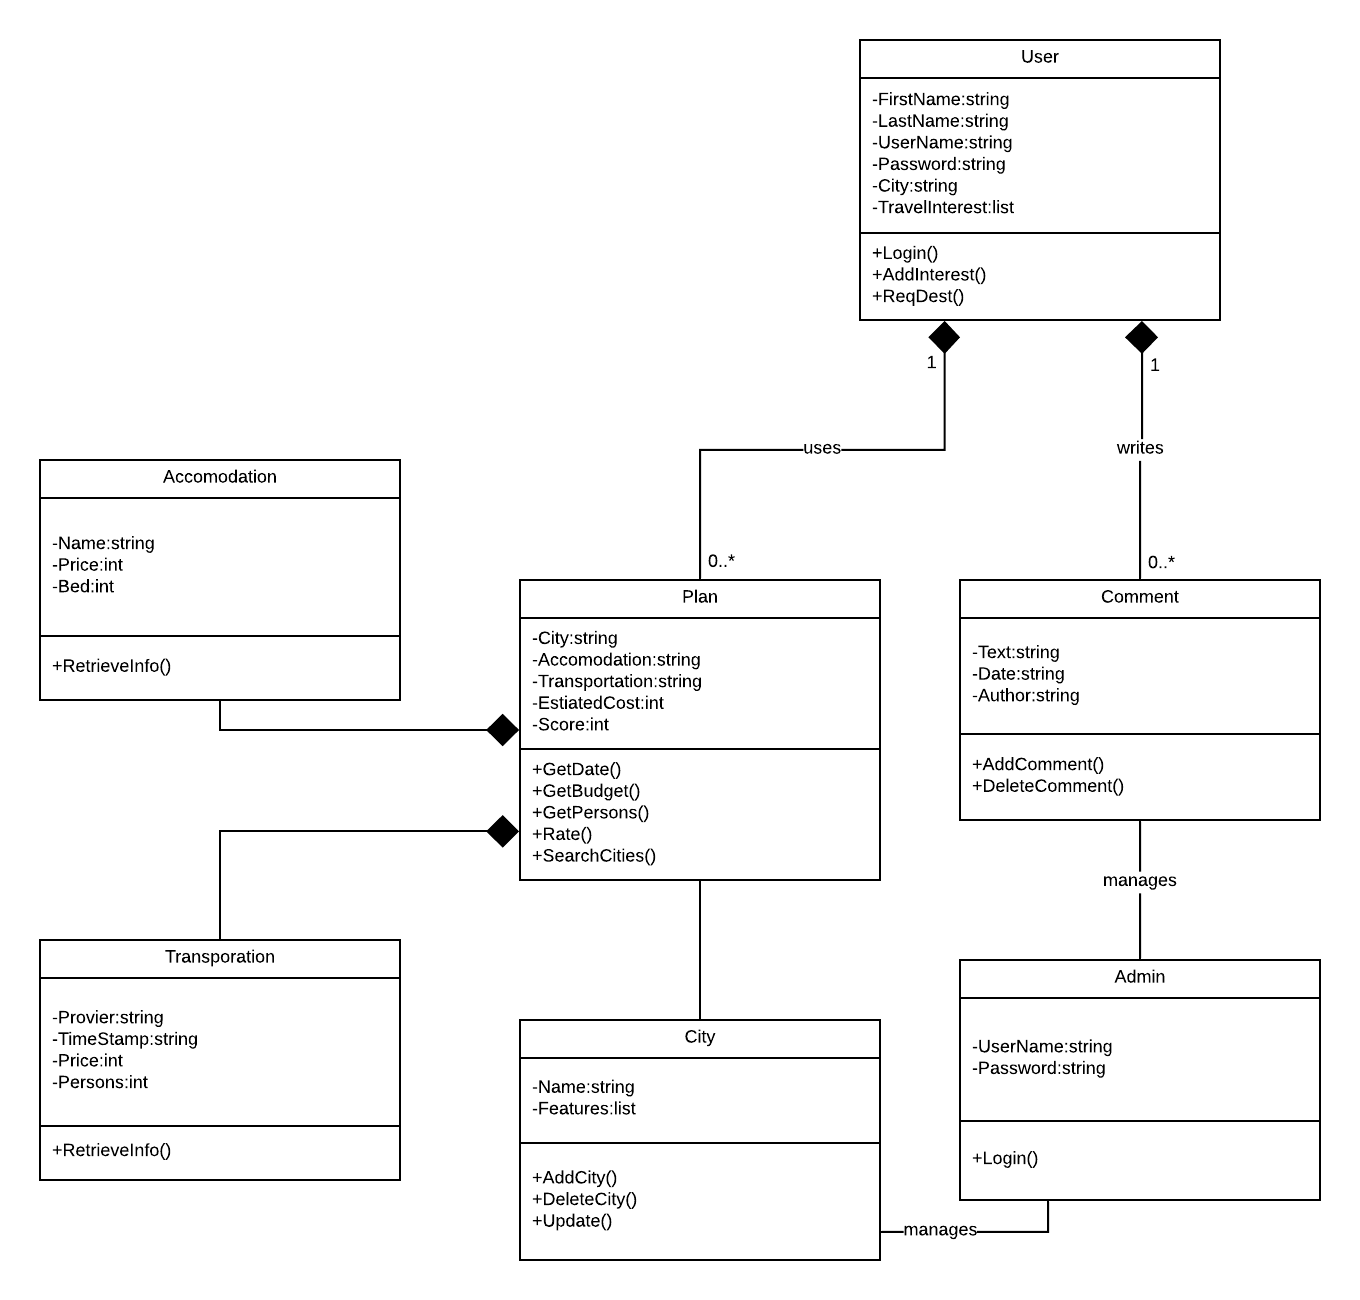 User
-FirstName:string
-LastName:string
-UserName:string
-Password:string
-City:string
-TravelInterest:list
+Login()
+AddInterest()
+ReqDest()
1
1
uses
writes
0..*
0..*
Accomodation
-Name:string
-Price:int
-Bed:int
+RetrieveInfo()
Plan
-City:string
-Accomodation:string
-Transportation:string
-EstiatedCost:int
-Score:int
+GetDate()
+GetBudget()
+GetPersons()
+Rate()
+SearchCities()
Comment
-Text:string
-Date:string
-Author:string
+AddComment()
+DeleteComment()
manages
Transporation
-Provier:string
-TimeStamp:string
-Price:int
-Persons:int
+RetrieveInfo()
City
-Name:string
-Features:list
+AddCity()
+DeleteCity()
+Update()
Admin
-UserName:string
-Password:string
+Login()
manages